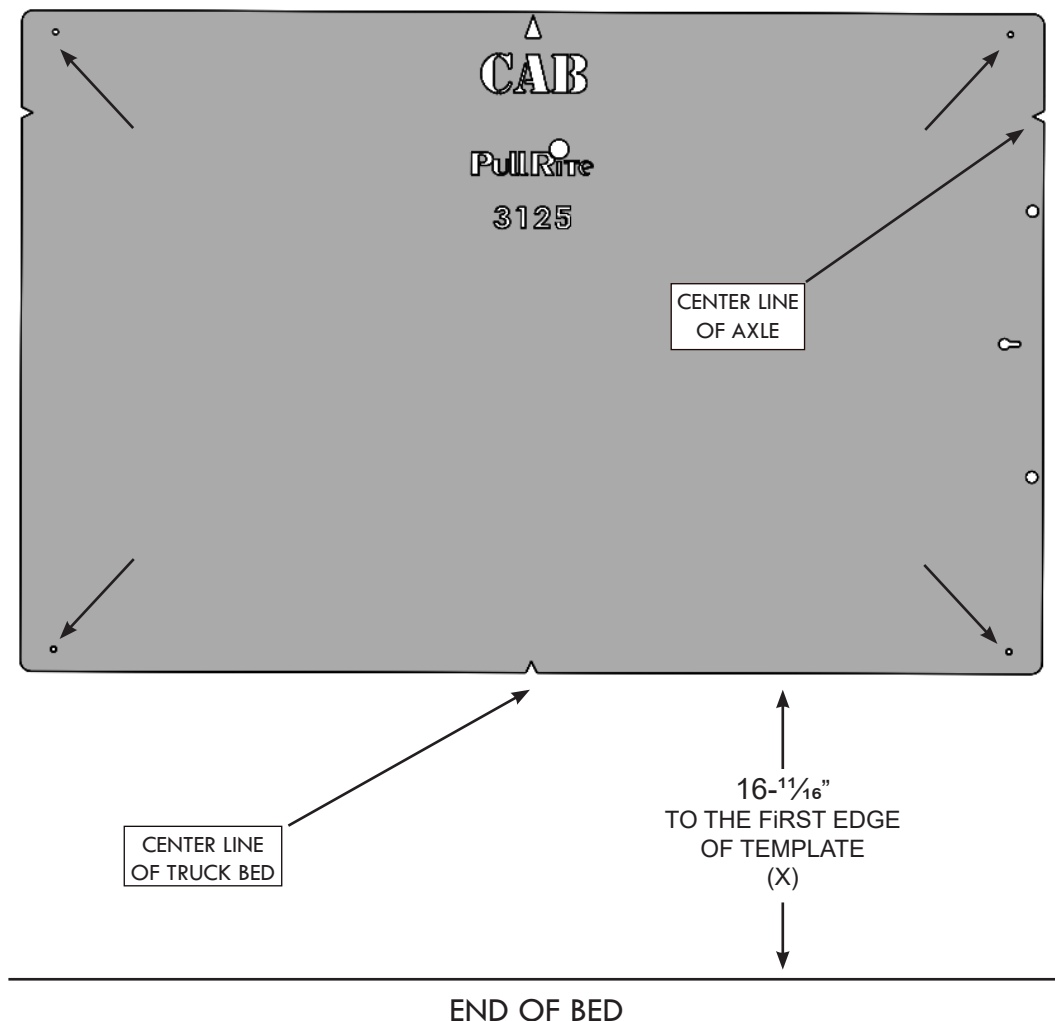 CAB
PullRite
3125
CENTER LINE
OF AXLE
16-¹¹⁄₁₆”
TO THE FiRST EDGE
OF TEMPLATE
(X)
CENTER LINE
OF TRUCK BED
END OF BED